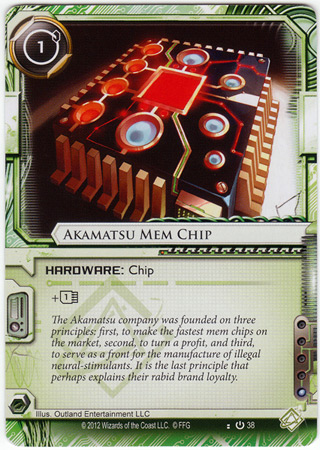 1
AKAMATSU MEM CHIP
HARDWARE: Chip
+1
The Akamatsu company was founded on three
principles: first, to make the fastest mem chips on
the market, second, to turn a profit, and third,
to serve as a front for the manufacture of illegal
neural-stimulants. It is the last principle that
perhaps explains their rabid brand loyalty.
Illus. Outland Entertainment LLC
© 2012 Wizards of the Coast LLC. © FFG
38